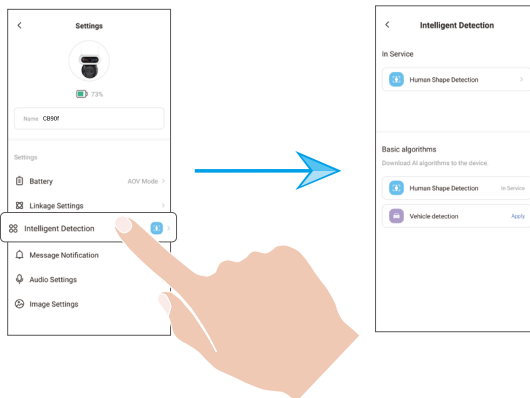 Settings
73%
Name CB90f
Settings
Battery AOV Mode
Linkage Settings
Intelligent Detection
Message Notification
Audio Settings
Image Settings
Intelligent Detection
In Service
Human Shape Detection
Basic algorithms
Download AI algorithms to the device
Human Shape Detection In Service
Vehicle detection Apply